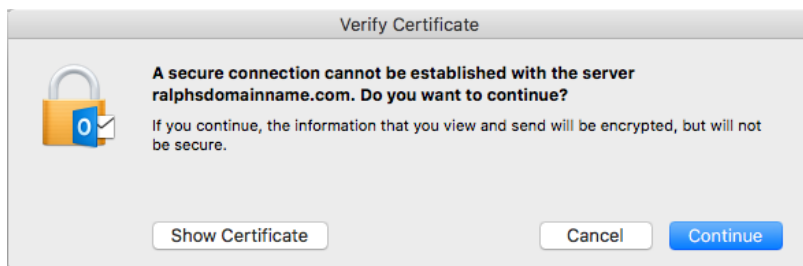 Verify Certificate
A secure connection cannot be established with the server
ralphsdomainname.com. Do you want to continue?
If you continue, the information that you view and send will be encrypted, but will not
be secure.
Show Certificate
Cancel
Continue